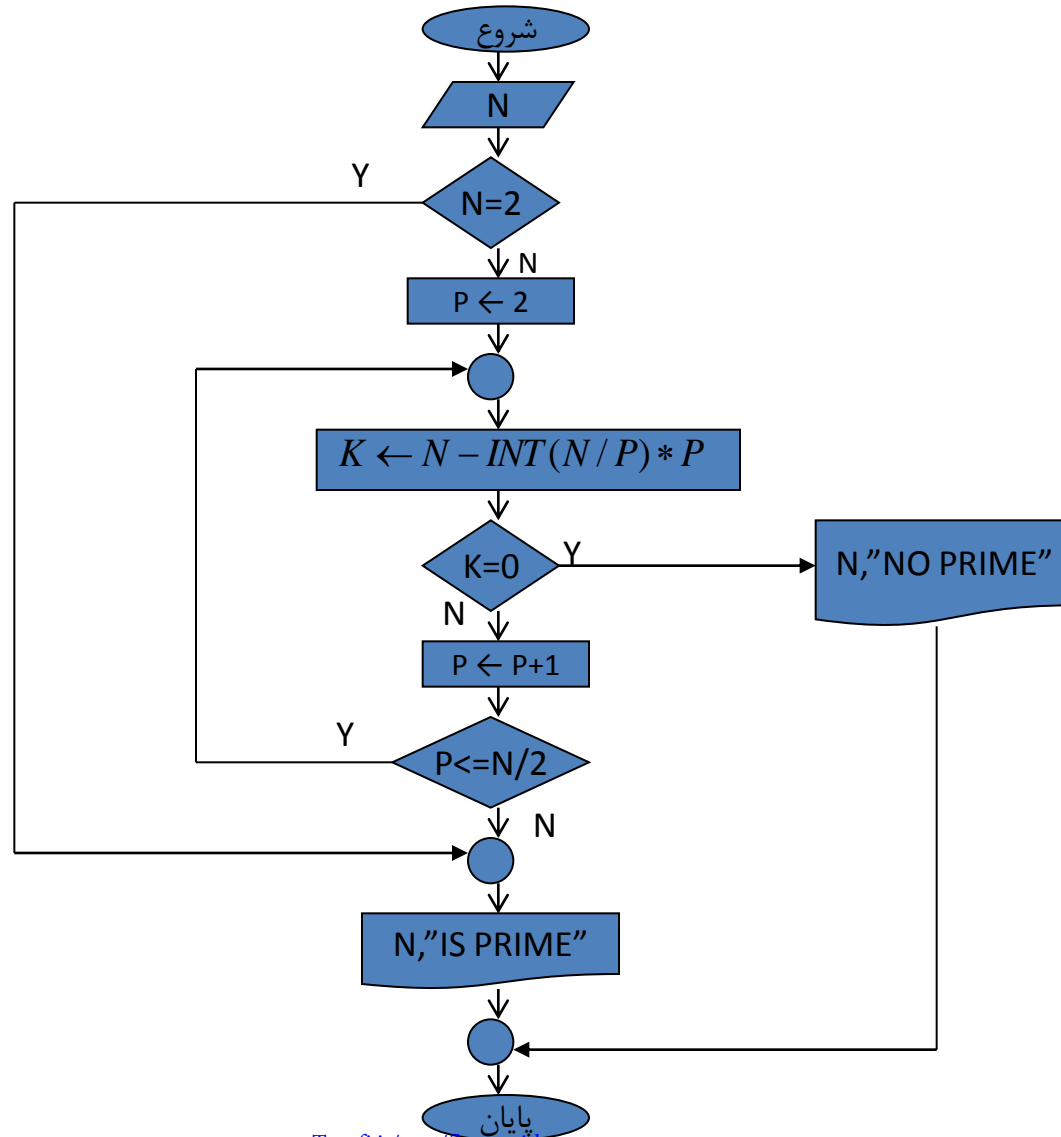 شروع
N
Y
N=2
N
P ← 2
K ← N − INT(N / P) * P
K=0
Y
N,”NO PRIME”
N
P ← P+1
Y
P<=N/2
N
N,”IS PRIME”
پایان